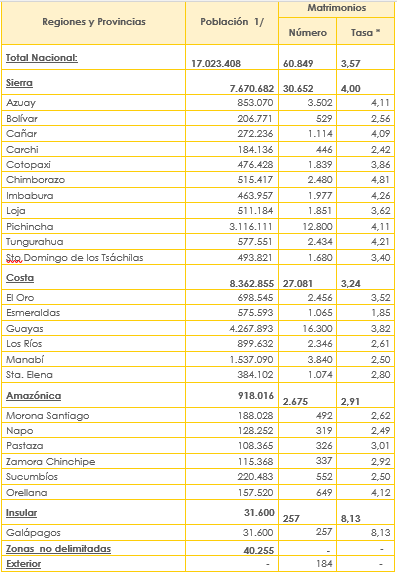 Regiones y Provincias Población 1/ Matrimonios
Número Tasa *
Total Nacional: 17.023.408 60.849 3,57
Sierra 7.670.682 30.652 4,00
Azuay 853.070 3.502 4,11
Bolívar 206.771 529 2,56
Cañar 272.236 1.114 4,09
Carchi 184.136 446 2,42
Cotopaxi 476.428 1.839 3,86
Chimborazo 515.417 2.480 4,81
Imbabura 463.957 1.977 4,26
Loja 511.184 1.851 3,62
Pichincha 3.116.111 12.800 4,11
Tungurahua 577.551 2.434 4,21
Sto Domingo de los Tsáchilas 493.821 1.680 3,40
Costa 8.362.855 27.081 3,24
El Oro 698.545 2.456 3,52
Esmeraldas 575.593 1.065 1,85
Guayas 4.267.893 16.300 3,82
Los Ríos 899.632 2.346 2,61
Manabí 1.537.090 3.840 2,50
Sta. Elena 384.102 1.074 2,80
Amazónica 918.016 2.675 2,91
Morona Santiago 188.028 492 2,62
Napo 128.252 319 2,49
Pastaza 108.365 326 3,01
Zamora Chinchipe 115.368 337 2,92
Sucumbíos 220.483 552 2,50
Orellana 157.520 649 4,12
Insular 31.600 257 8,13
Galápagos 31.600 257 8,13
Zonas no delimitadas 40.255 - -
Exterior - 184 -